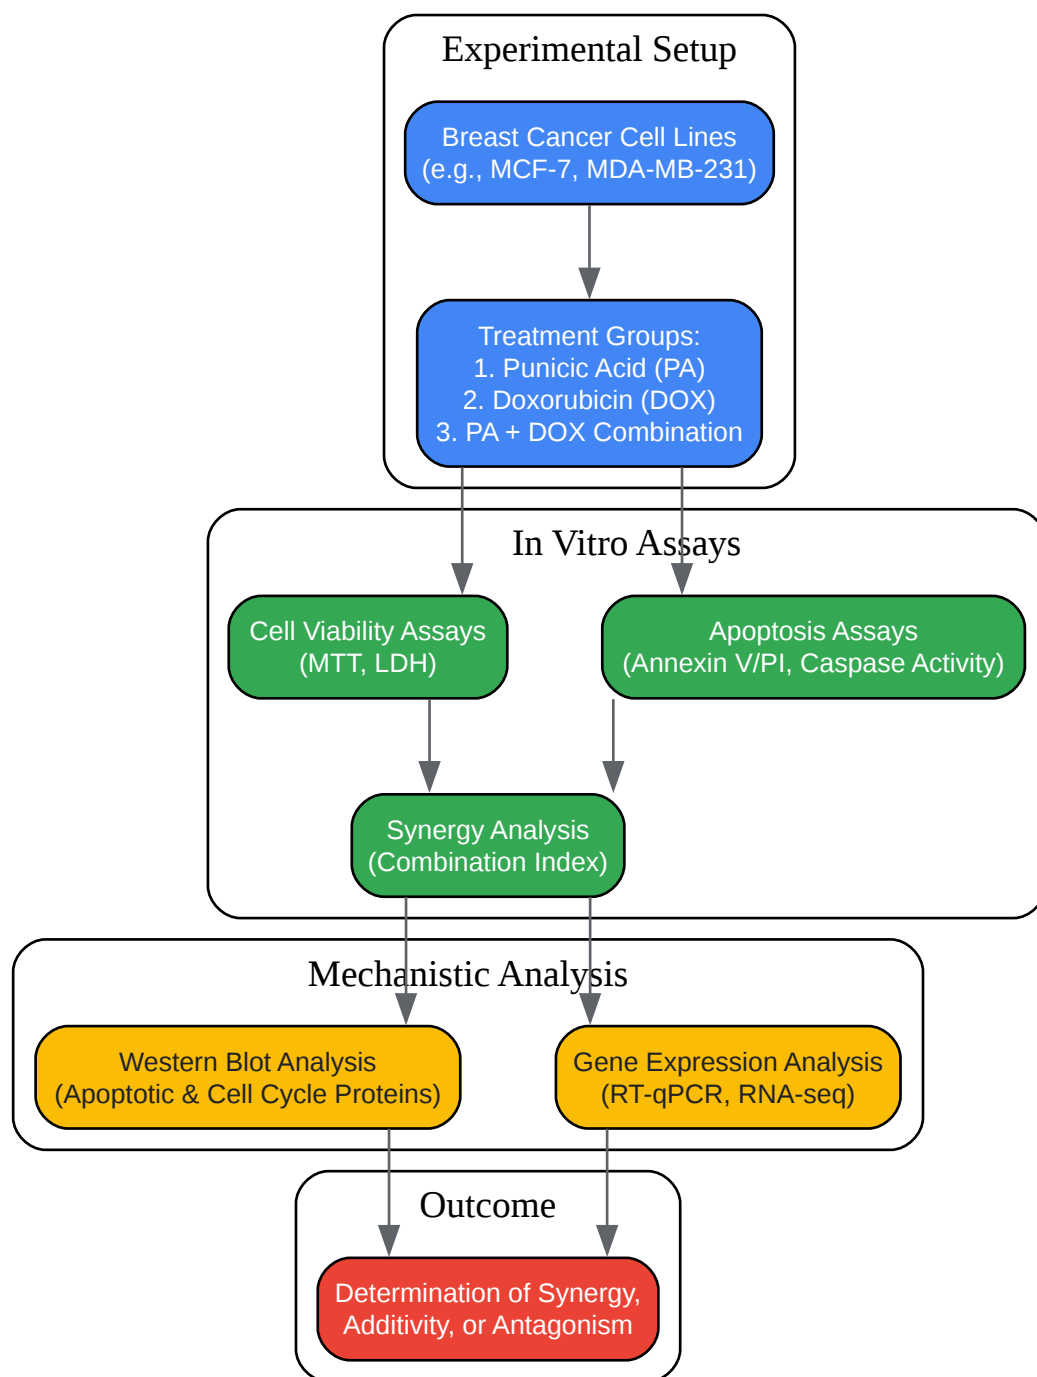 Experimental Setup
Breast Cancer Cell Lines
(e.g., MCF-7, MDA-MB-231)
Treatment Groups:
1. Punicic Acid (PA)
2. Doxorubicin (DOX)
3. PA + DOX Combination
In Vitro Assays
Cell Viability Assays
(MTT, LDH)
Apoptosis Assays
(Annexin V/PI, Caspase Activity)
Synergy Analysis
(Combination Index)
Mechanistic Analysis
Western Blot Analysis
(Apoptotic & Cell Cycle Proteins)
Gene Expression Analysis
(RT-qPCR, RNA-seq)
Outcome
Determination of Synergy,
Additivity, or Antagonism